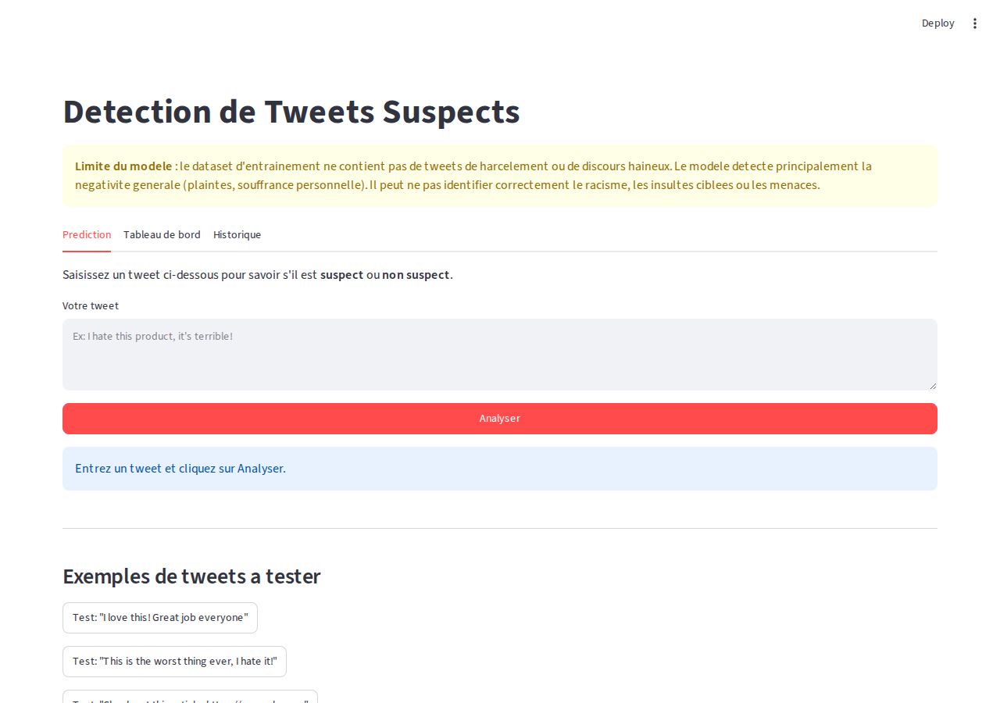 Deploy
Detection de Tweets Suspects
Limite du modele : le dataset d'entrainement ne contient pas de tweets de harcelement ou de discours haineux. Le modele detecte principalement la
negativite generale (plaintes, souffrance personnelle). Il peut ne pas identifier correctement le racisme, les insultes ciblees ou les menaces.
Prediction
Tableau de bord
Historique
Saisissez un tweet ci-dessous pour savoir s'il est suspect ou non suspect.
Votre tweet
Ex: I hate this product, it's terrible!
Analyser
Entrez un tweet et cliquez sur Analyser.
Exemples de tweets a tester
Test: "I love this! Great job everyone"
Test: "This is the worst thing ever, I hate it!"